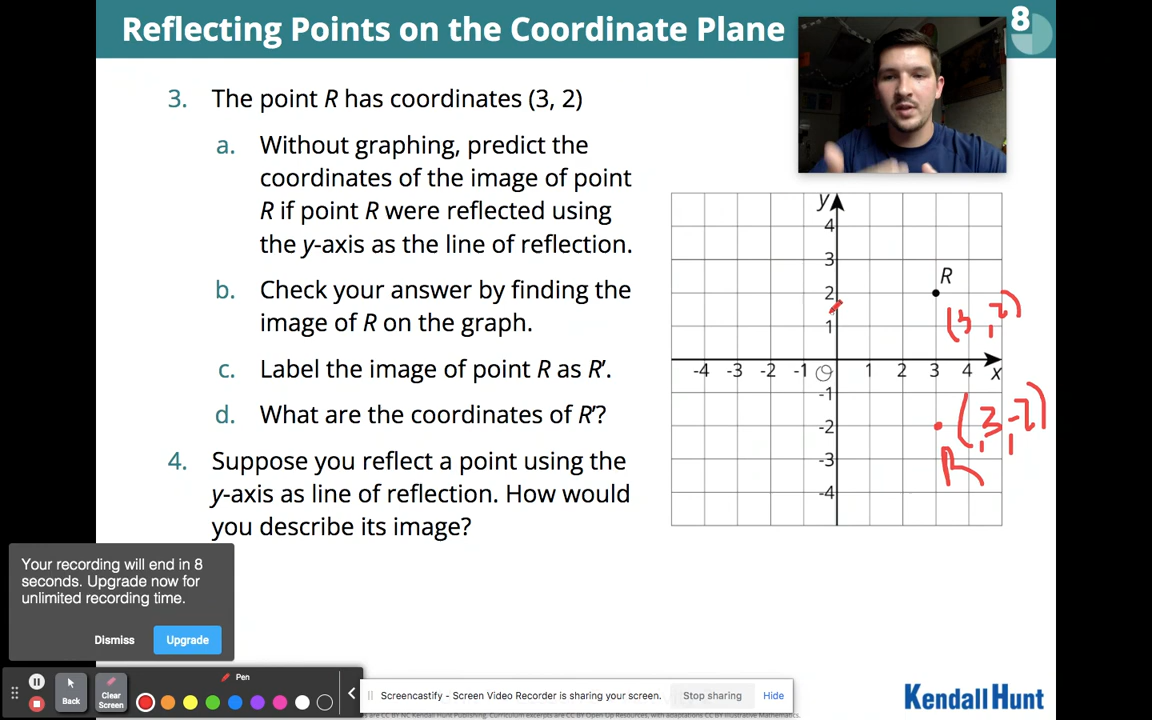 Reflecting Points on the Coordinate Plane
8
3. The point R has coordinates (3, 2)
a. Without graphing, predict the
coordinates of the image of point
R if point R were reflected using
the y-axis as the line of reflection.
b. Check your answer by finding the
image of R on the graph.
c. Label the image of point R as R′.
d. What are the coordinates of R′?
4. Suppose you reflect a point using the
y-axis as line of reflection. How would
you describe its image?
y
4
3
R
2
(3,2)
1
-4 -3 -2 -1 O 1 2 3 4 x
-1
(3,-2)
-2
R
-3
-4
Your recording will end in 8
seconds. Upgrade now for
unlimited recording time.
Dismiss Upgrade
Pen
Back
Clear
Screen
Screencastify - Screen Video Recorder is sharing your screen.
Stop sharing
Hide
KendallHunt